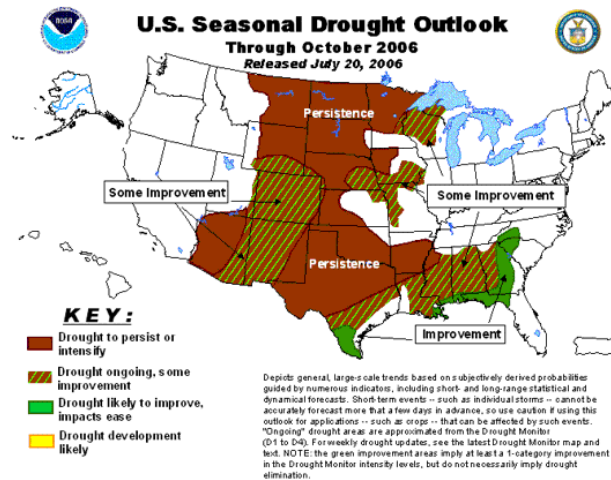 U.S. Seasonal Drought Outlook
Through October 2006
Released July 20, 2006
NOAA
Persistence
Some Improvement
Some Improvement
Persistence
Improvement
KEY:
Drought to persist or
intensify
Drought ongoing, some
improvement
Drought likely to improve,
impacts ease
Drought development
likely
Depicts general, large-scale trends based on subjectively derived probabilities
guided by numerous indicators, including short- and long-range statistical and
dynamical forecasts. Short-term events -- such as individual storms -- cannot be
accurately forecast more that a few days in advance, so use caution if using this
outlook for applications -- such as crops -- that can be affected by such events.
"Ongoing" drought areas are approximated from the Drought Monitor
(D1 to D4). For weekly drought updates, see the latest Drought Monitor map and
text. NOTE: the green improvement areas imply at least a 1-category improvement
in the Drought Monitor intensity levels, but do not necessarily imply drought
elimination.